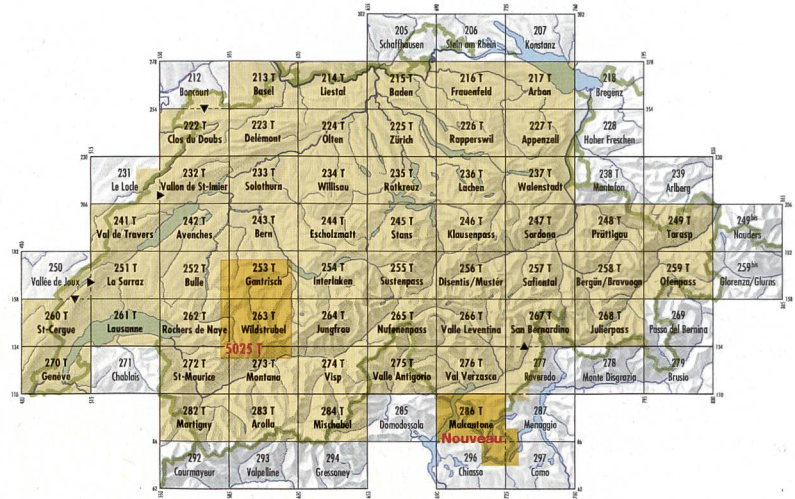 205 206 207
Schaffhausen Stein am Rhein Konstanz
212 213 T 214 T 215 T 216 T 217 T 218
Boncourt Basel Liestal Baden Frauenfeld Arbon Bregenz
222 T 223 T 224 T 225 T 226 T 227 T 228
Clos du Doubs Delémont Olten Zürich Rapperswil Appenzell Hoher Freschen
231 232 T 233 T 234 T 235 T 236 T 237 T 238 T 239
Le Locle Vallon de St-Imier Solothurn Willisau Rotkreuz Lachen Walenstadt Montafon Arlberg
241 T 242 T 243 T 244 T 245 T 246 T 247 T 248 T 249 T 249bis
Val de Travers Avenches Bern Escholzmatt Stans Klausenpass Sardona Prättigau Tarasp Nauders
250 251 T 252 T 253 T 254 T 255 T 256 T 257 T 258 T 259 T 259bis
Vallée de Joux La Sarraz Bulle Gantrisch Interlaken Sustenpass Disentis/Mustér Safiental Bergün/Bravuogn Ofenpass Glorenza/Glurns
260 T 261 T 262 T 263 T 264 T 265 T 266 T 267 T 268 T 269
St-Cergue Lausanne Rochers de Naye Wildstrubel Jungfrau Nufenenpass Valle Leventina San Bernardino Julierpass Passo del Bernina
5025 T
270 T 271 272 T 273 T 274 T 275 T 276 T 277 278 279
Genève Chablais St-Maurice Montana Visp Valle Antigorio Val Verzasca Roveredo Monte Disgrazia Brusio
282 T 283 T 284 T 285 286 T 287
Martigny Arolla Mischabel Domodossola Malcantone Menaggio
Nouveau
292 293 294 296 297
Courmayeur Valpelline Gressoney Chiasso Como